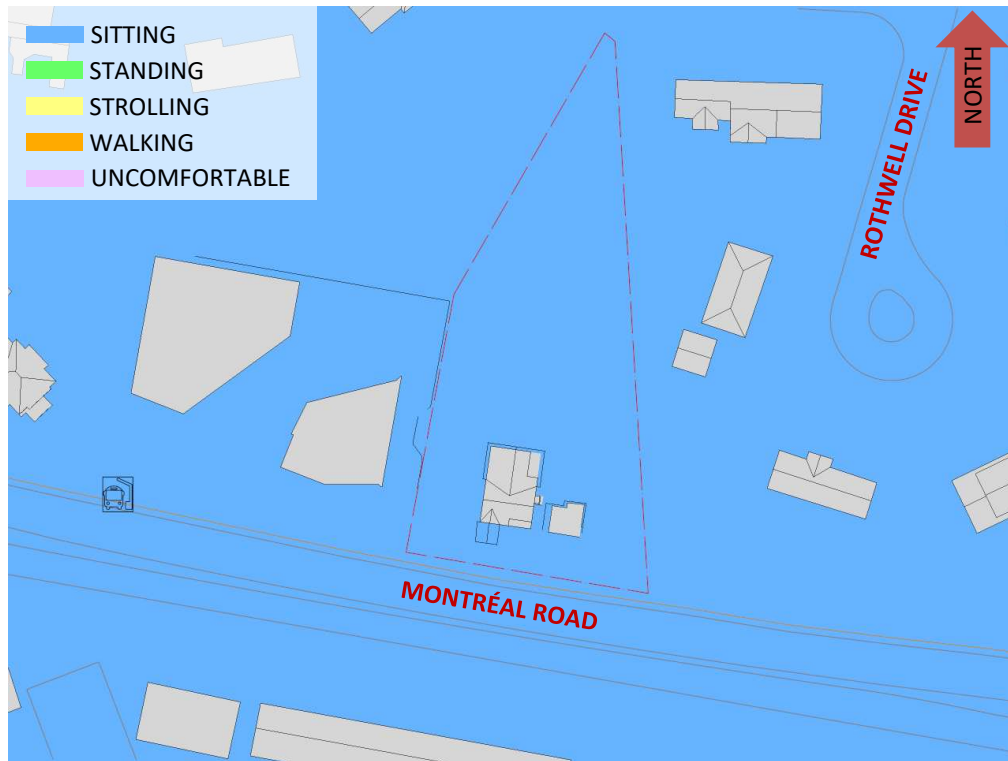 SITTING
STANDING
STROLLING
WALKING
UNCOMFORTABLE
NORTH
ROTHWELL DRIVE
MONTRÉAL ROAD